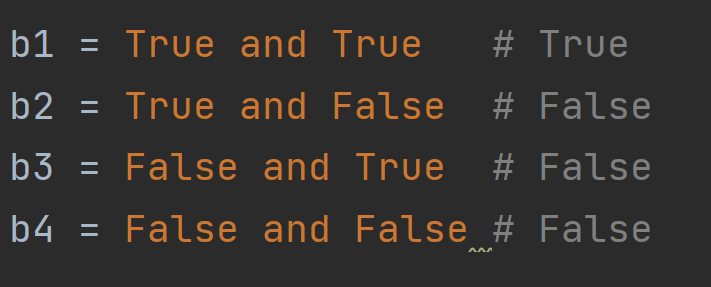 b1 = True and True   # True
b2 = True and False  # False
b3 = False and True  # False
b4 = False and False # False